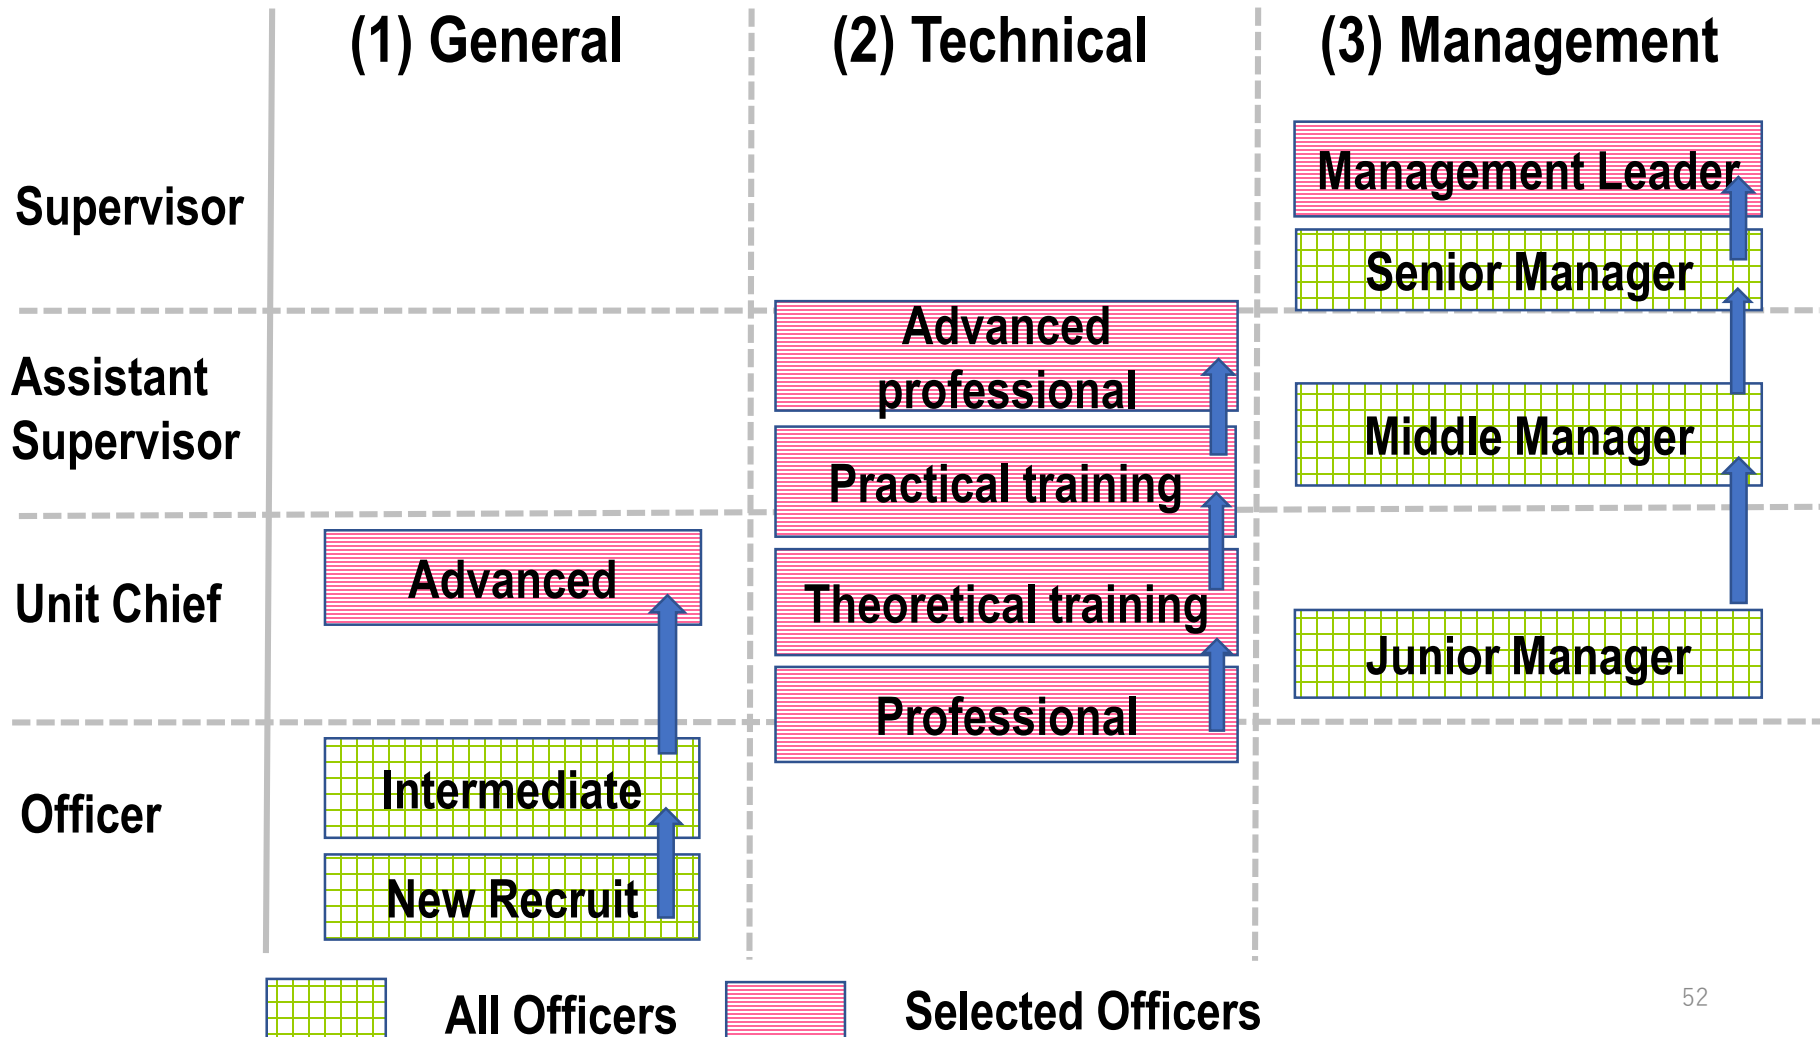 (1) General
(2) Technical
(3) Management
Supervisor
Management Leader
Senior Manager
Assistant
Supervisor
Advanced
professional
Practical training
Middle Manager
Unit Chief
Advanced
Theoretical training
Professional
Junior Manager
Officer
Intermediate
New Recruit
All Officers
Selected Officers
52